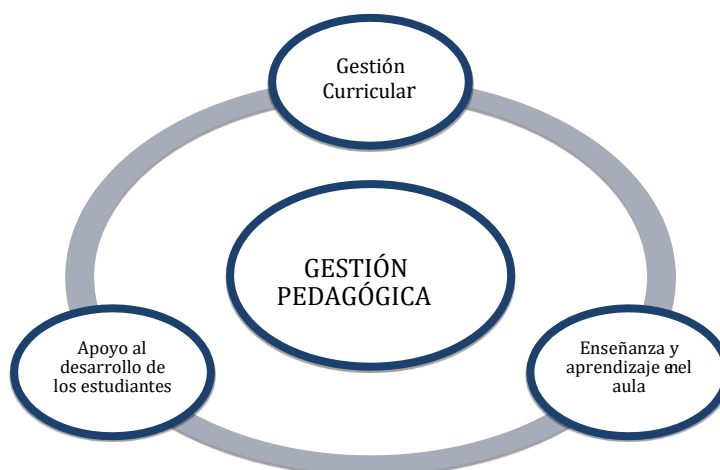 Gestión
Curricular
GESTIÓN
PEDAGÓGICA
Apoyo al
desarrollo de
los estudiantes
Enseñanza y
aprendizaje enel
aula